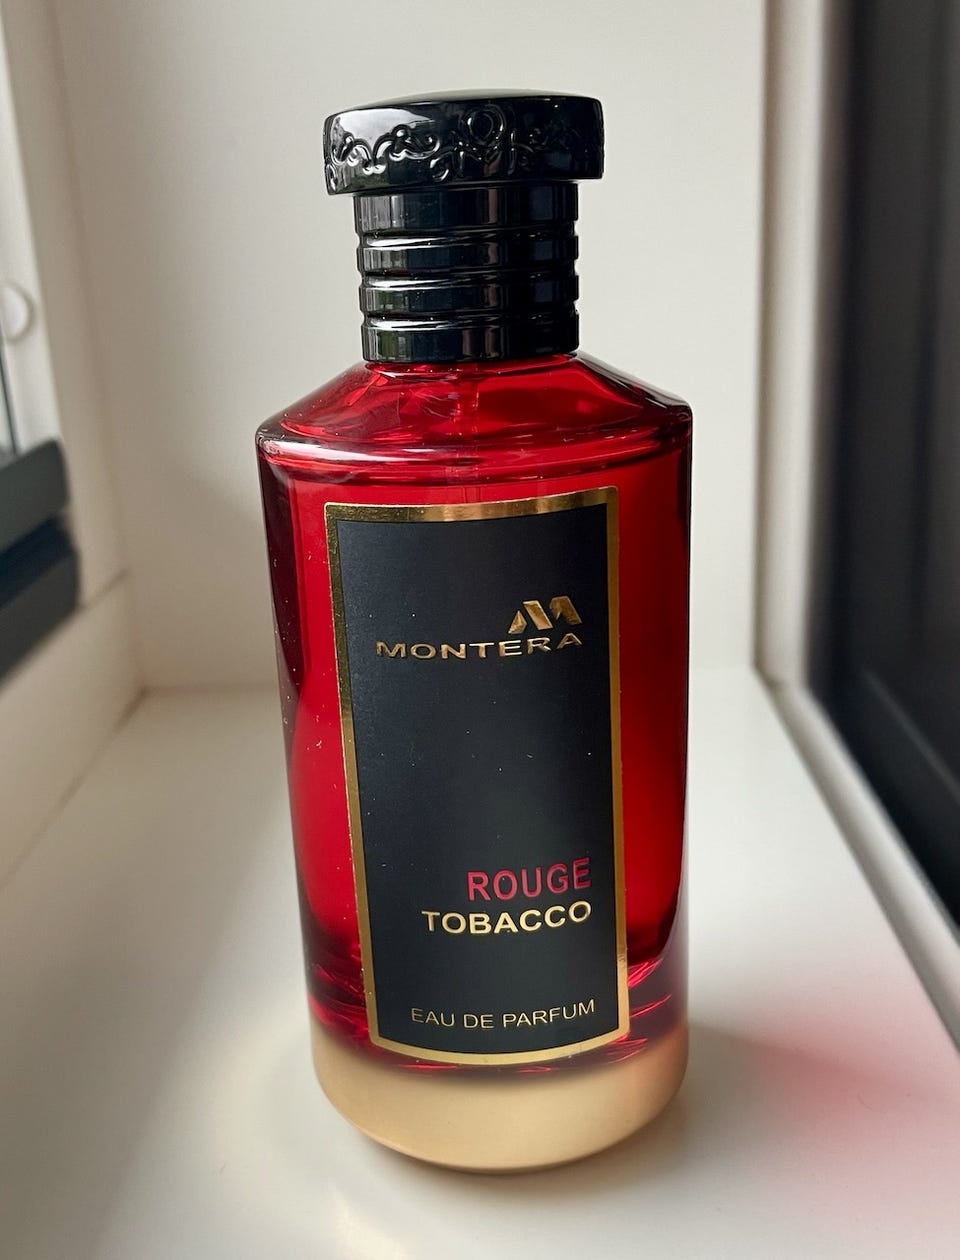 MONTERA
ROUGE
TOBACCO
EAU DE PARFUM